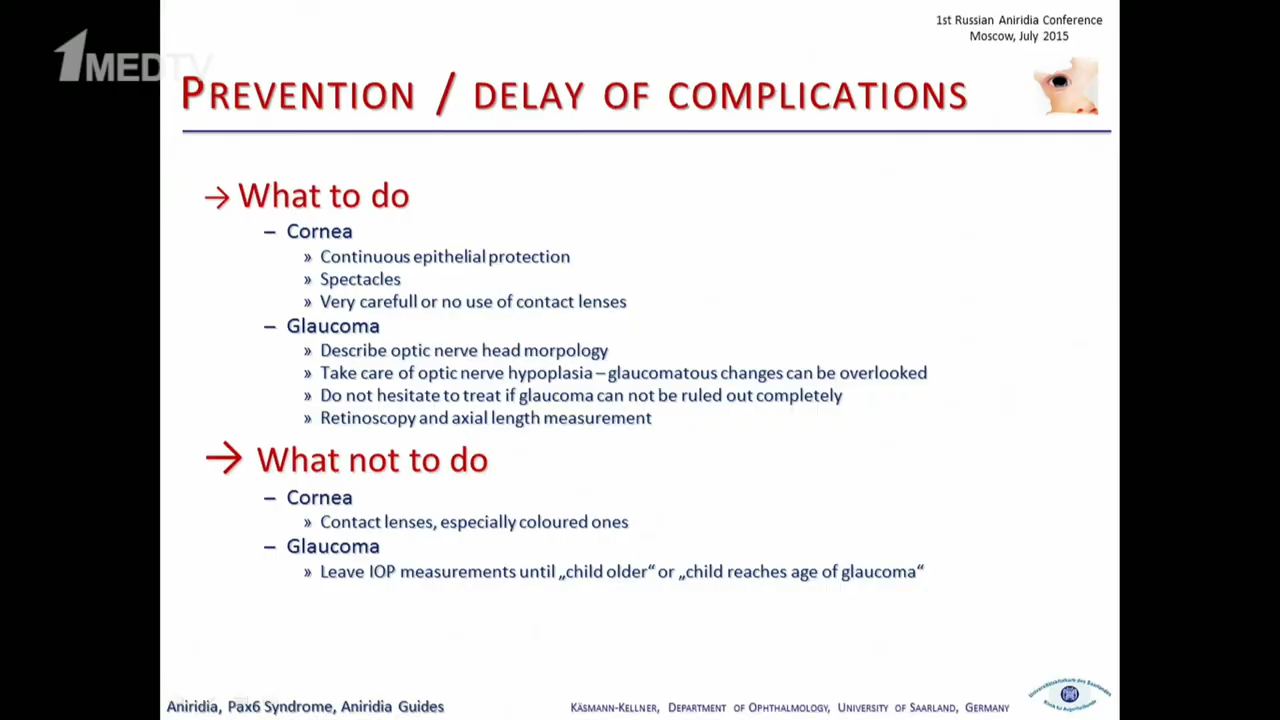 1st Russian Aniridia Conference
Moscow, July 2015
1MEDTV
PREVENTION / DELAY OF COMPLICATIONS
→ What to do
– Cornea
» Continuous epithelial protection
» Spectacles
» Very carefull or no use of contact lenses
– Glaucoma
» Describe optic nerve head morpology
» Take care of optic nerve hypoplasia – glaucomatous changes can be overlooked
» Do not hesitate to treat if glaucoma can not be ruled out completely
» Retinoscopy and axial length measurement
→ What not to do
– Cornea
» Contact lenses, especially coloured ones
– Glaucoma
» Leave IOP measurements until „child older“ or „child reaches age of glaucoma“
Aniridia, Pax6 Syndrome, Aniridia Guides
KÄSMANN-KELLNER, DEPARTMENT OF OPHTHALMOLOGY, UNIVERSITY OF SAARLAND, GERMANY